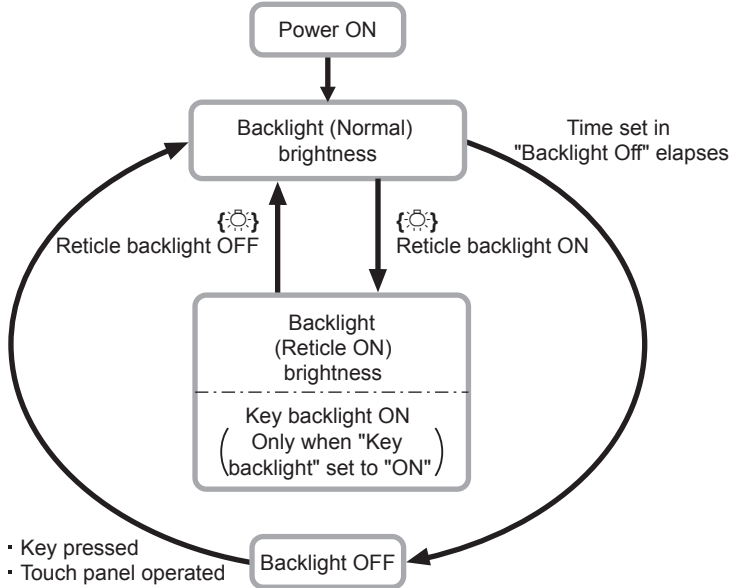 Power ON
Backlight (Normal)
brightness
Time set in
"Backlight Off" elapses
{ }
Reticle backlight OFF
{ }
Reticle backlight ON
Backlight
(Reticle ON)
brightness
Key backlight ON
(Only when "Key
backlight" set to "ON")
・Key pressed
・Touch panel operated
Backlight OFF